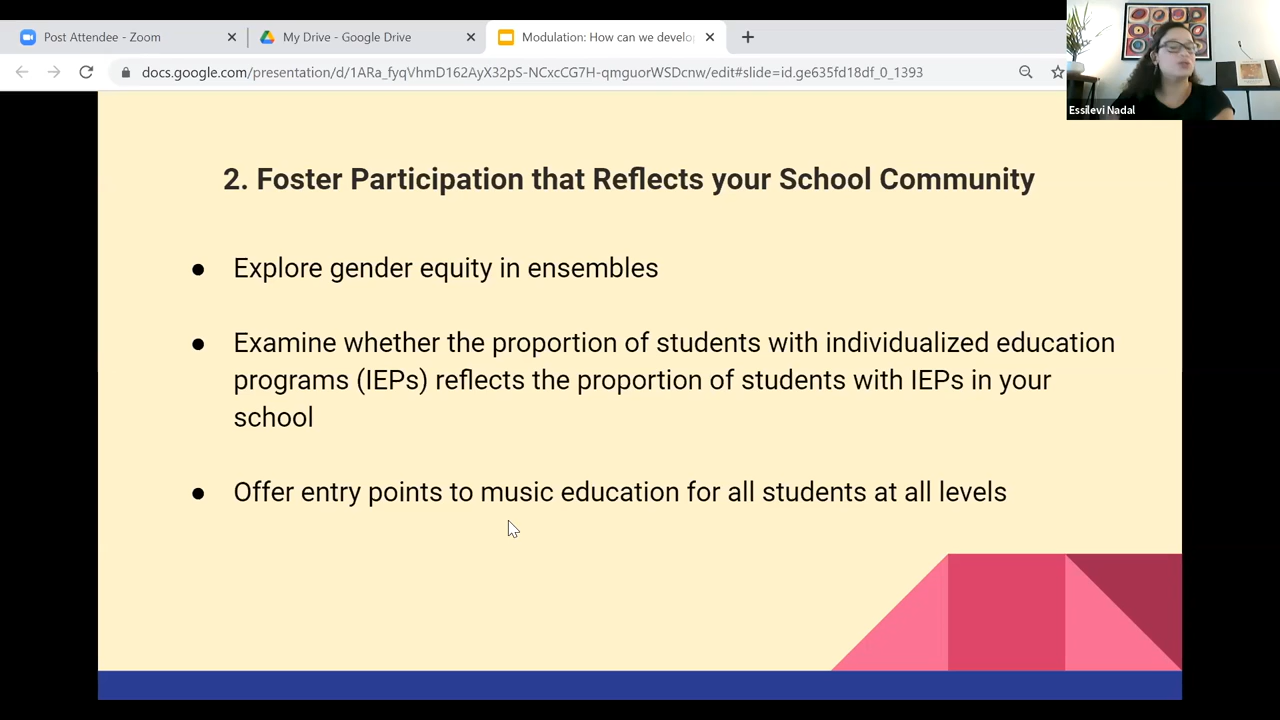 Post Attendee - Zoom
My Drive - Google Drive
Modulation: How can we develo
docs.google.com/presentation/d/1ARa_fyqVhmD162AyX32pS-NCxcCG7H-qmguorWSDcnw/edit#slide=id.ge635fd18df_0_1393
Essilevi Nadal
2. Foster Participation that Reflects your School Community
● Explore gender equity in ensembles
● Examine whether the proportion of students with individualized education
programs (IEPs) reflects the proportion of students with IEPs in your
school
● Offer entry points to music education for all students at all levels